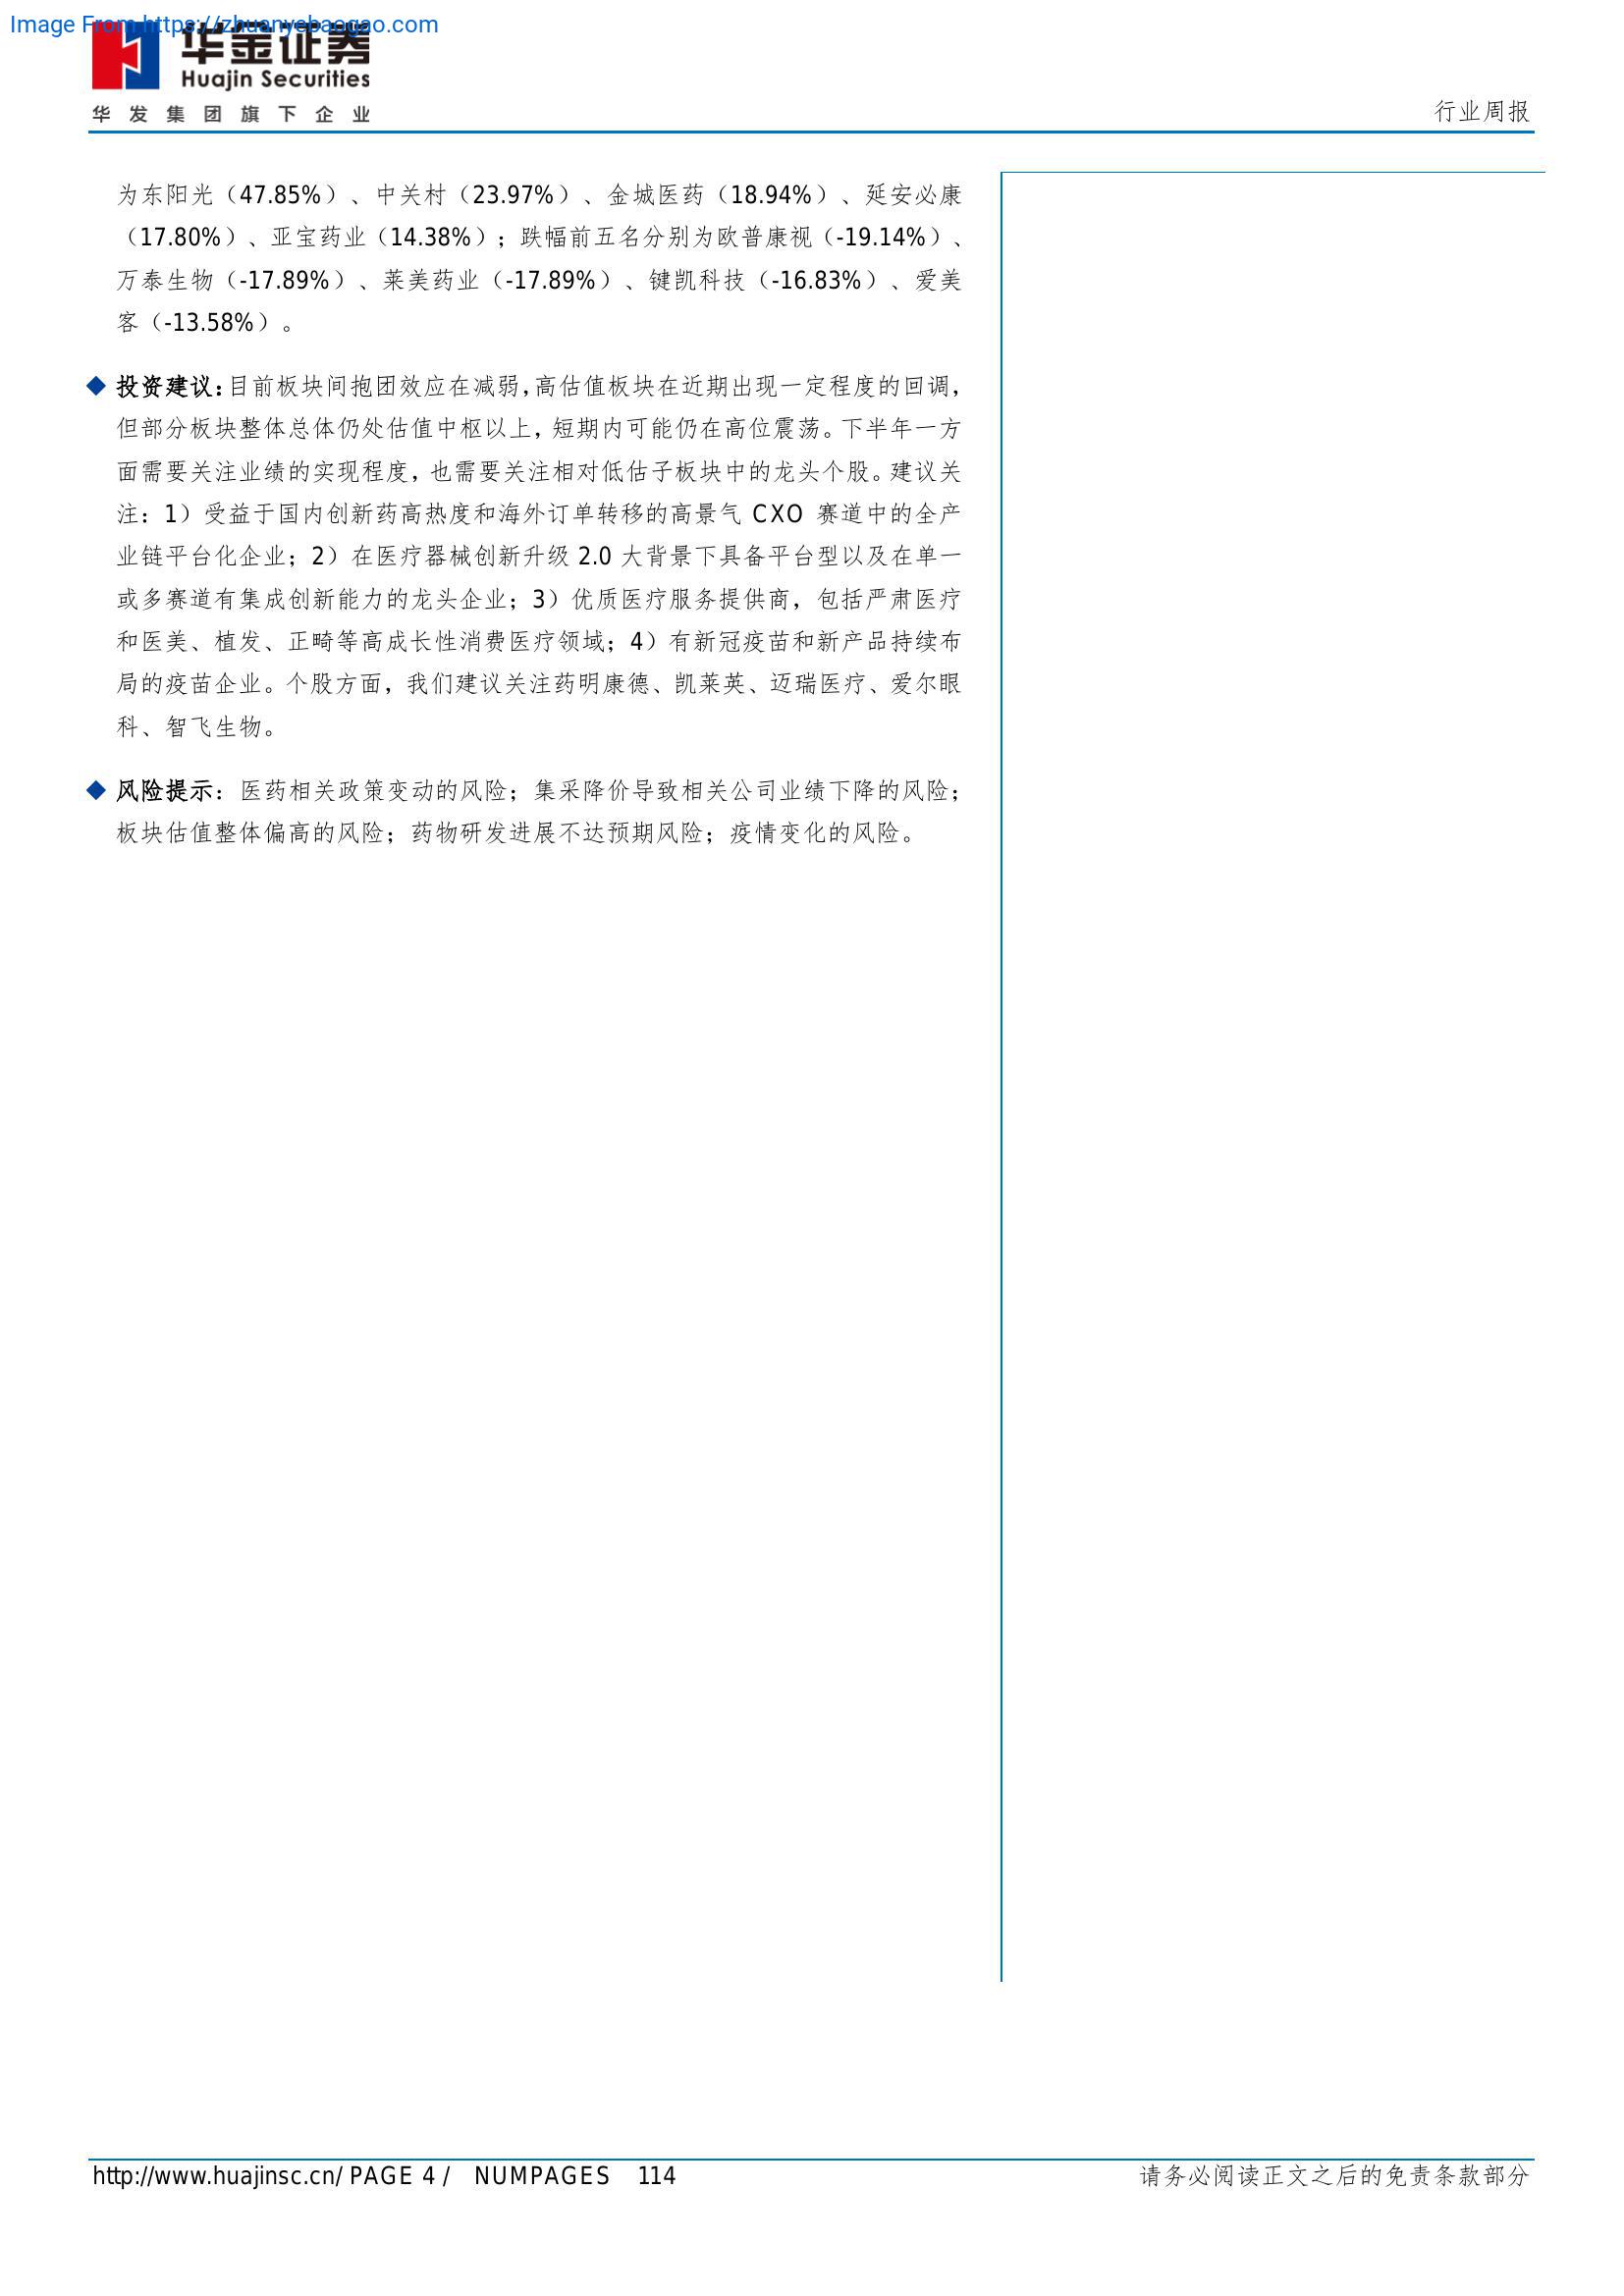 Image From https://zhuanyebaogao.com
华金证券
Huajin Securities
华发集团旗下企业
行业周报
为东阳光（47.85%）、中关村（23.97%）、金城医药（18.94%）、延安必康
（17.80%）、亚宝药业（14.38%）；跌幅前五名分别为欧普康视（-19.14%）、
万泰生物（-17.89%）、莱美药业（-17.89%）、键凯科技（-16.83%）、爱美
客（-13.58%）。
◆ 投资建议：目前板块间抱团效应在减弱，高估值板块在近期出现一定程度的回调，
但部分板块整体总体仍处估值中枢以上，短期内可能仍在高位震荡。下半年一方
面需要关注业绩的实现程度，也需要关注相对低估子板块中的龙头个股。建议关
注：1）受益于国内创新药高热度和海外订单转移的高景气 CXO 赛道中的全产
业链平台化企业；2）在医疗器械创新升级 2.0 大背景下具备平台型以及在单一
或多赛道有集成创新能力的龙头企业；3）优质医疗服务提供商，包括严肃医疗
和医美、植发、正畸等高成长性消费医疗领域；4）有新冠疫苗和新产品持续布
局的疫苗企业。个股方面，我们建议关注药明康德、凯莱英、迈瑞医疗、爱尔眼
科、智飞生物。
◆ 风险提示：医药相关政策变动的风险；集采降价导致相关公司业绩下降的风险；
板块估值整体偏高的风险；药物研发进展不达预期风险；疫情变化的风险。
http://www.huajinsc.cn/ PAGE 4 / NUMPAGES 114
请务必阅读正文之后的免责条款部分